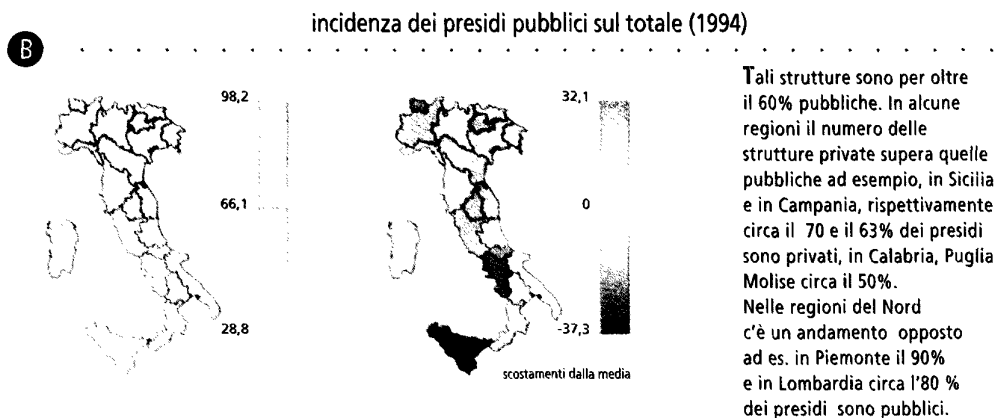 incidenza dei presidi pubblici sul totale (1994)
B
98,2
66,1
28,8
32,1
0
-37,3
scostamenti dalla media
Tali strutture sono per oltre
il 60% pubbliche. In alcune
regioni il numero delle
strutture private supera quelle
pubbliche ad esempio, in Sicilia
e in Campania, rispettivamente
circa il 70 e il 63% dei presidi
sono privati, in Calabria, Puglia
Molise circa il 50%.
Nelle regioni del Nord
c'è un andamento opposto
ad es. in Piemonte il 90%
e in Lombardia circa l'80 %
dei presidi sono pubblici.